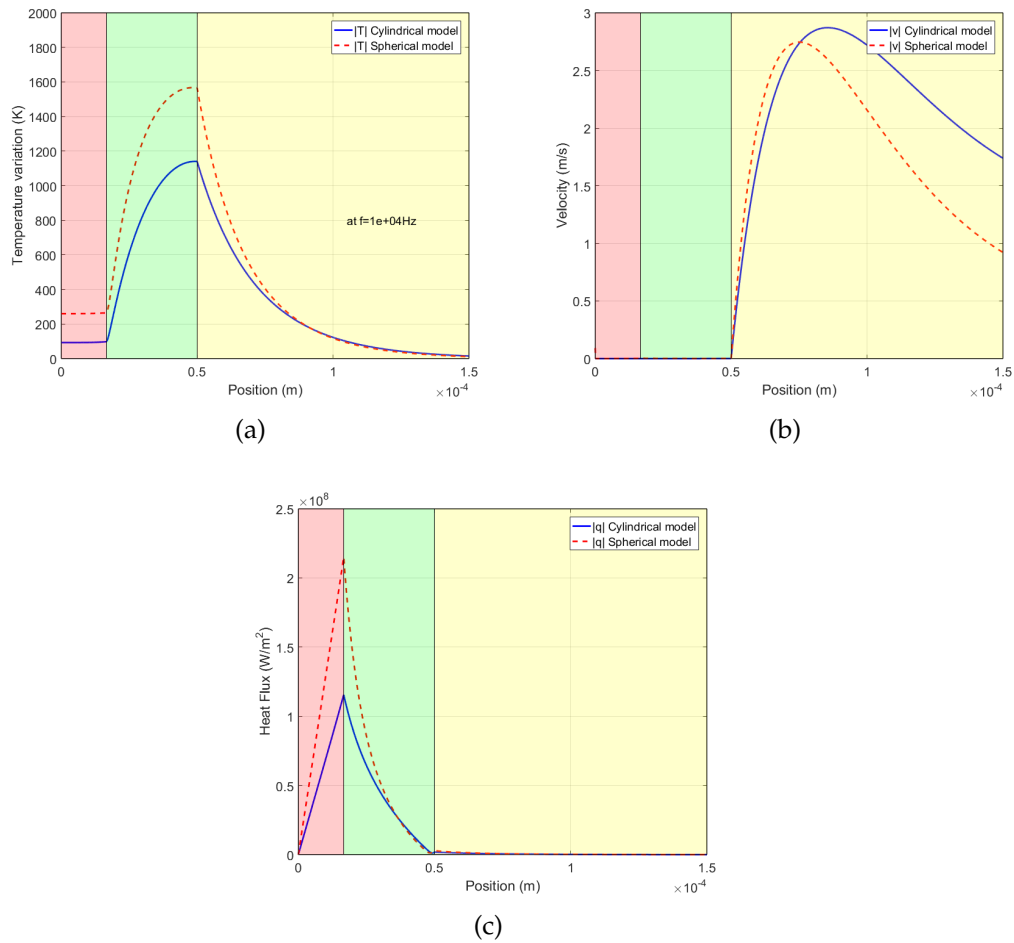 2000
1800
1600
1400
1200
1000
800
600
400
200
0
Temperature variation (K)
|T| Cylindrical model
|T| Spherical model
at f=1e+04Hz
0 0.5 1 1.5
Position (m)
×10⁻⁴
(a)
3
2.5
2
1.5
1
0.5
0
Velocity (m/s)
|v| Cylindrical model
|v| Spherical model
0 0.5 1 1.5
Position (m)
×10⁻⁴
(b)
×10⁸
2.5
2
1.5
1
0.5
0
Heat Flux (W/m²)
|q| Cylindrical model
|q| Spherical model
0 0.5 1 1.5
Position (m)
×10⁻⁴
(c)